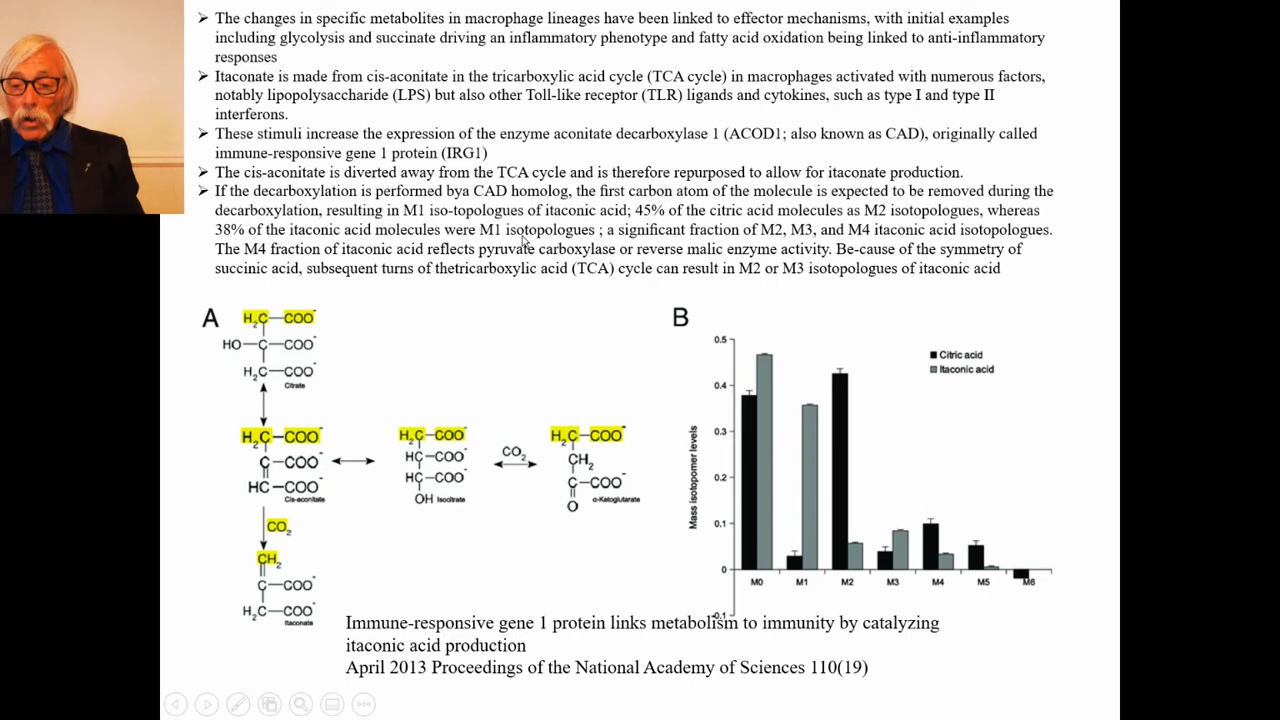 ➢ The changes in specific metabolites in macrophage lineages have been linked to effector mechanisms, with initial examples
including glycolysis and succinate driving an inflammatory phenotype and fatty acid oxidation being linked to anti-inflammatory
responses
➢ Itaconate is made from cis-aconitate in the tricarboxylic acid cycle (TCA cycle) in macrophages activated with numerous factors,
notably lipopolysaccharide (LPS) but also other Toll-like receptor (TLR) ligands and cytokines, such as type I and type II
interferons.
➢ These stimuli increase the expression of the enzyme aconitate decarboxylase 1 (ACOD1; also known as CAD), originally called
immune-responsive gene 1 protein (IRG1)
➢ The cis-aconitate is diverted away from the TCA cycle and is therefore repurposed to allow for itaconate production.
➢ If the decarboxylation is performed bya CAD homolog, the first carbon atom of the molecule is expected to be removed during the
decarboxylation, resulting in M1 iso-topologues of itaconic acid; 45% of the citric acid molecules as M2 isotopologues, whereas
38% of the itaconic acid molecules were M1 isotopologues ; a significant fraction of M2, M3, and M4 itaconic acid isotopologues.
The M4 fraction of itaconic acid reflects pyruvate carboxylase or reverse malic enzyme activity. Be-cause of the symmetry of
succinic acid, subsequent turns of thetricarboxylic acid (TCA) cycle can result in M2 or M3 isotopologues of itaconic acid
A
H₂C—COO⁻
HO—C—COO⁻
H₂C—COO⁻
Citrate
H₂C—COO⁻
C—COO⁻
HC—COO⁻
Cis-aconitate
H₂C—COO⁻
HC—COO⁻
HC—COO⁻
OH Isocitrate
CO₂
H₂C—COO⁻
CH₂
C—COO⁻
O
α-Ketoglutarate
CO₂
CH₂
C—COO⁻
H₂C—COO⁻
Itaconate
B
Mass isotopomer levels
0.5
0.4
0.3
0.2
0.1
0
-0.1
Citric acid
Itaconic acid
M0 M1 M2 M3 M4 M5 M6
Immune-responsive gene 1 protein links metabolism to immunity by catalyzing
itaconic acid production
April 2013 Proceedings of the National Academy of Sciences 110(19)